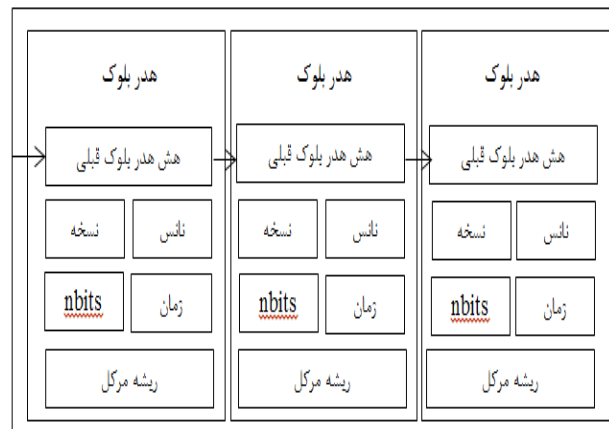 هدر بلوک
هش هدر بلوک قبلی
نسخه
نانس
nbits
زمان
ریشه مرکل
هدر بلوک
هش هدر بلوک قبلی
نسخه
نانس
nbits
زمان
ریشه مرکل
هدر بلوک
هش هدر بلوک قبلی
نسخه
نانس
nbits
زمان
ریشه مرکل